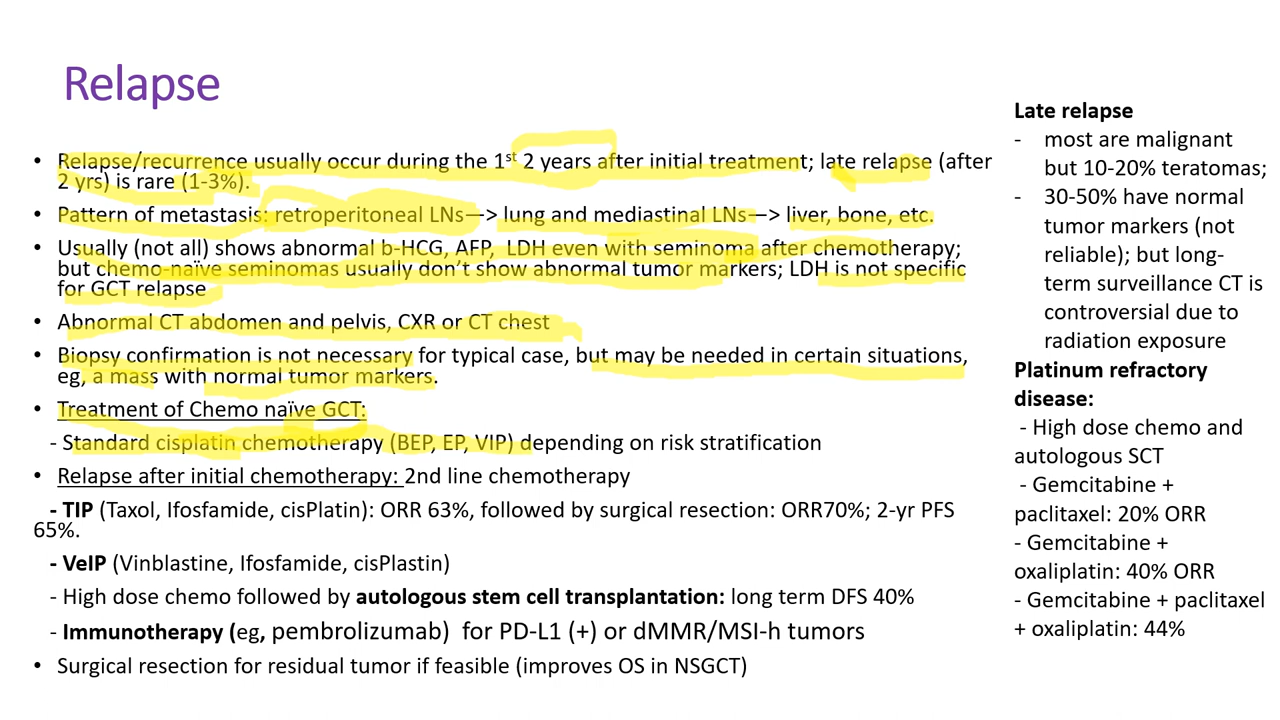 Relapse
• Relapse/recurrence usually occur during the 1st 2 years after initial treatment; late relapse (after
2 yrs) is rare (1-3%).
• Pattern of metastasis: retroperitoneal LNs—> lung and mediastinal LNs—> liver, bone, etc.
• Usually (not all) shows abnormal b-HCG, AFP, LDH even with seminoma after chemotherapy;
but chemo-naïve seminomas usually don't show abnormal tumor markers; LDH is not specific
for GCT relapse
• Abnormal CT abdomen and pelvis, CXR or CT chest
• Biopsy confirmation is not necessary for typical case, but may be needed in certain situations,
eg, a mass with normal tumor markers.
• Treatment of Chemo naïve GCT:
- Standard cisplatin chemotherapy (BEP, EP, VIP) depending on risk stratification
• Relapse after initial chemotherapy: 2nd line chemotherapy
- TIP (Taxol, Ifosfamide, cisPlatin): ORR 63%, followed by surgical resection: ORR70%; 2-yr PFS
65%.
- VeIP (Vinblastine, Ifosfamide, cisPlastin)
- High dose chemo followed by autologous stem cell transplantation: long term DFS 40%
- Immunotherapy (eg, pembrolizumab) for PD-L1 (+) or dMMR/MSI-h tumors
• Surgical resection for residual tumor if feasible (improves OS in NSGCT)
Late relapse
- most are malignant
but 10-20% teratomas;
- 30-50% have normal
tumor markers (not
reliable); but long-
term surveillance CT is
controversial due to
radiation exposure
Platinum refractory
disease:
- High dose chemo and
autologous SCT
- Gemcitabine +
paclitaxel: 20% ORR
- Gemcitabine +
oxaliplatin: 40% ORR
- Gemcitabine + paclitaxel
+ oxaliplatin: 44%